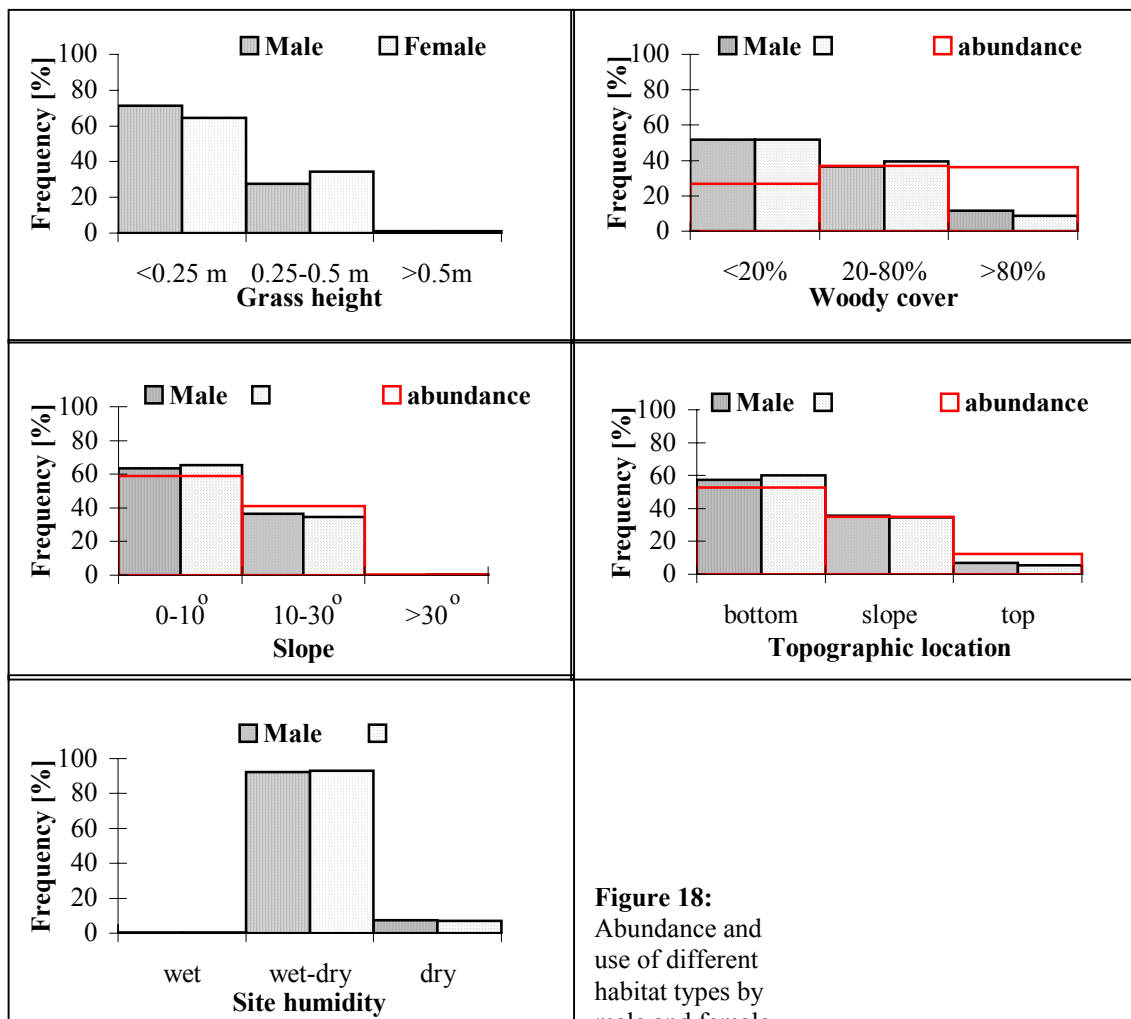 Male Female
Frequency [%]
100
80
60
40
20
0
<0.25 m 0.25-0.5 m >0.5m
Grass height
Male abundance
Frequency [%]
100
80
60
40
20
0
<20% 20-80% >80%
Woody cover
Male abundance
Frequency [%]
100
80
60
40
20
0
0-10° 10-30° >30°
Slope
Male abundance
Frequency [%]
100
80
60
40
20
0
bottom slope top
Topographic location
Male
Frequency [%]
100
80
60
40
20
0
wet wet-dry dry
Site humidity
Figure 18:
Abundance and
use of different
habitat types by
male and female